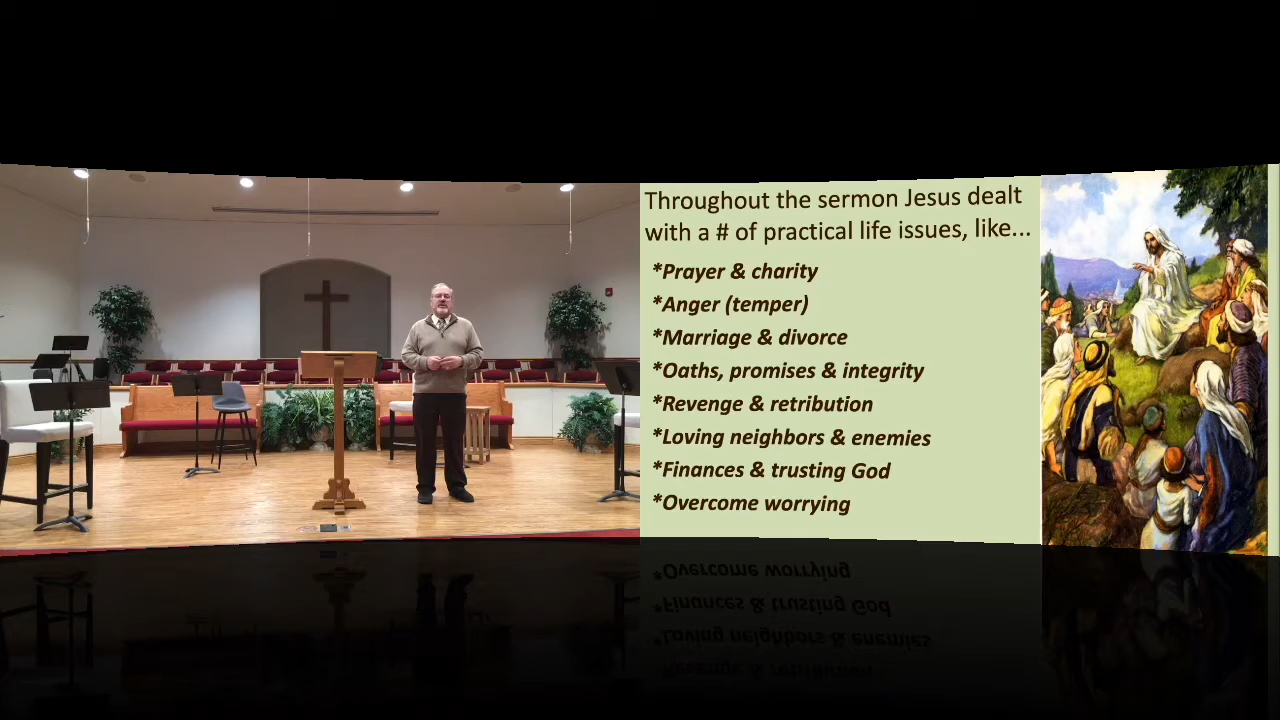 Throughout the sermon Jesus dealt
with a # of practical life issues, like...
*Prayer & charity
*Anger (temper)
*Marriage & divorce
*Oaths, promises & integrity
*Revenge & retribution
*Loving neighbors & enemies
*Finances & trusting God
*Overcome worrying